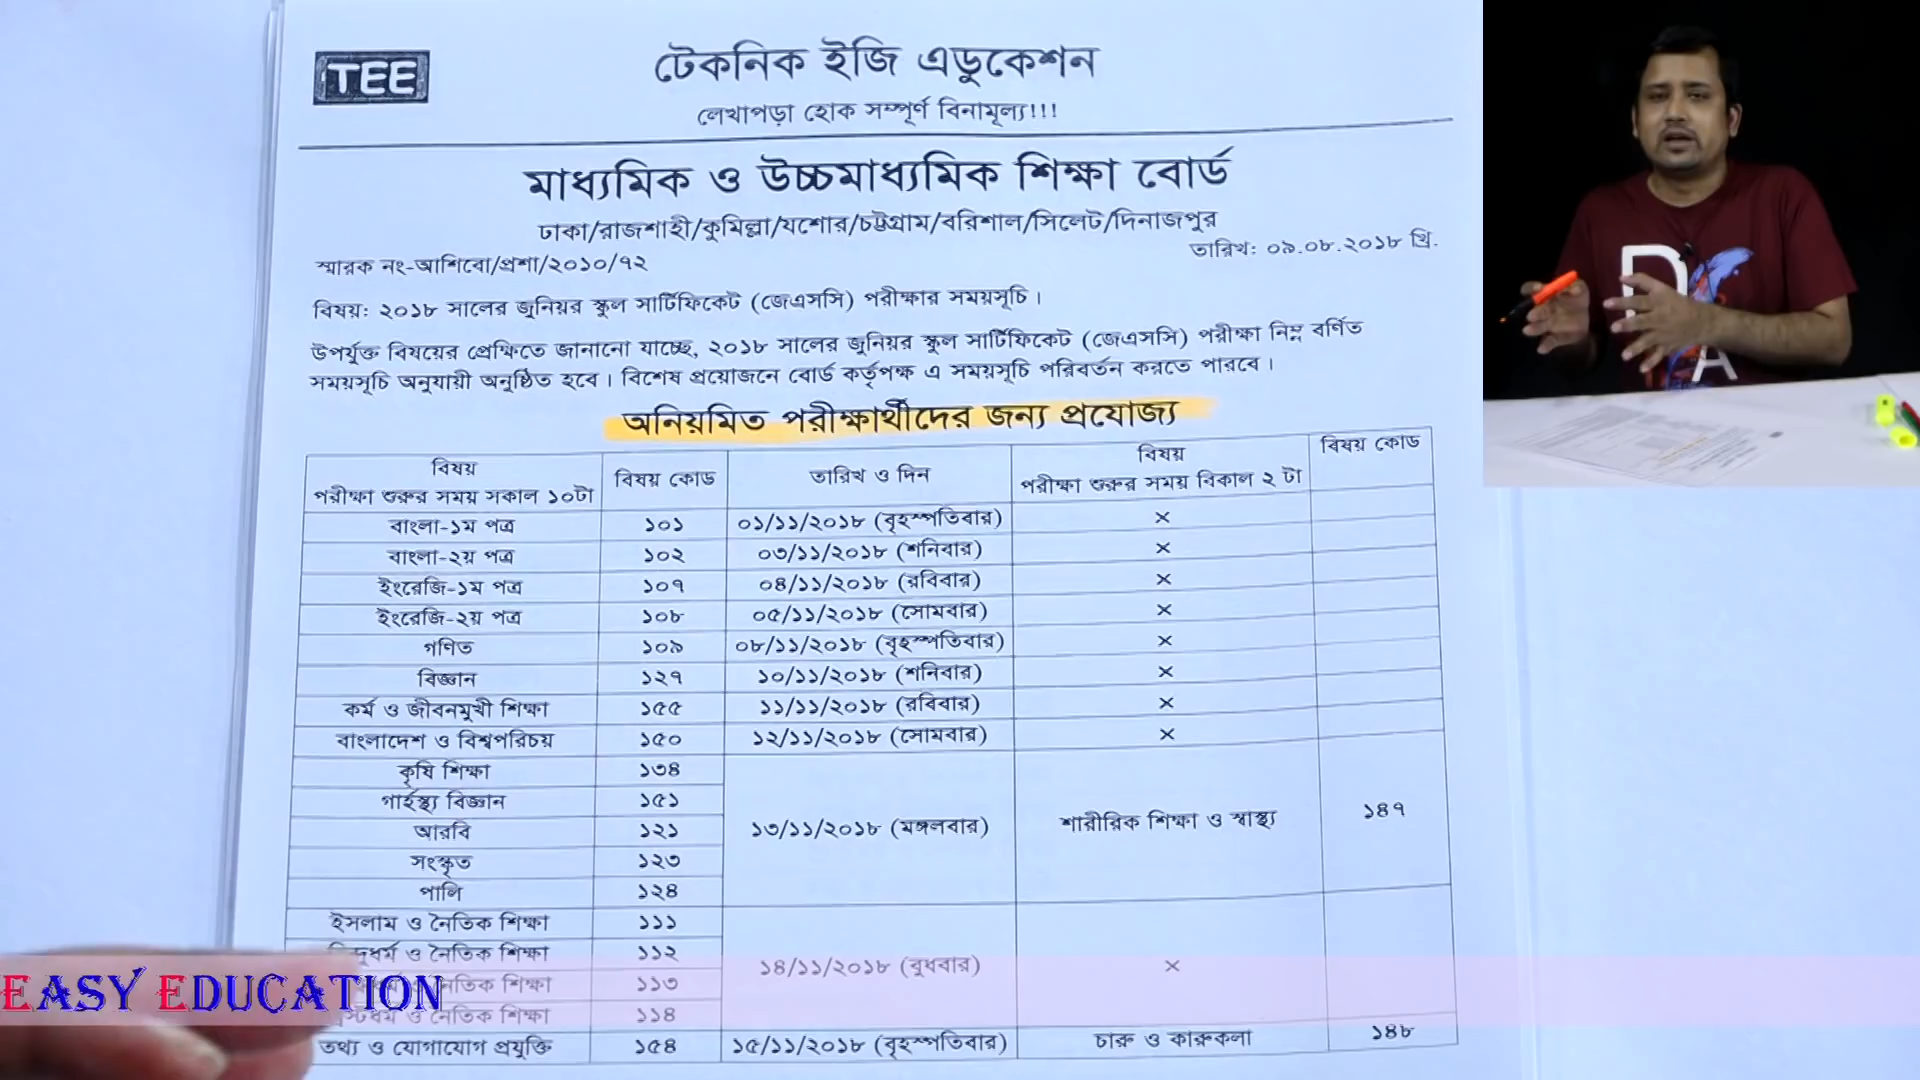 TEE
টেকনিক ইজি এডুকেশন
লেখাপড়া হোক সম্পূর্ণ বিনামূল্য!!!
মাধ্যমিক ও উচ্চমাধ্যমিক শিক্ষা বোর্ড
ঢাকা/রাজশাহী/কুমিল্লা/যশোর/চট্টগ্রাম/বরিশাল/সিলেট/দিনাজপুর
তারিখ: ০৯.০৮.২০১৮ খ্রি.
স্মারক নং-আশিবো/প্রশা/২০১০/৭২
বিষয়: ২০১৮ সালের জুনিয়র স্কুল সার্টিফিকেট (জেএসসি) পরীক্ষার সময়সূচি।
উপর্যুক্ত বিষয়ের প্রেক্ষিতে জানানো যাচ্ছে, ২০১৮ সালের জুনিয়র স্কুল সার্টিফিকেট (জেএসসি) পরীক্ষা নিম্ন বর্ণিত
সময়সূচি অনুযায়ী অনুষ্ঠিত হবে। বিশেষ প্রয়োজনে বোর্ড কর্তৃপক্ষ এ সময়সূচি পরিবর্তন করতে পারবে।
অনিয়মিত পরীক্ষার্থীদের জন্য প্রযোজ্য
বিষয় পরীক্ষা শুরুর সময় সকাল ১০টা বিষয় কোড তারিখ ও দিন বিষয় পরীক্ষা শুরুর সময় বিকাল ২ টা বিষয় কোড
বাংলা-১ম পত্র ১০১ ০১/১১/২০১৮ (বৃহস্পতিবার) ×
বাংলা-২য় পত্র ১০২ ০৩/১১/২০১৮ (শনিবার) ×
ইংরেজি-১ম পত্র ১০৭ ০৪/১১/২০১৮ (রবিবার) ×
ইংরেজি-২য় পত্র ১০৮ ০৫/১১/২০১৮ (সোমবার) ×
গণিত ১০৯ ০৮/১১/২০১৮ (বৃহস্পতিবার) ×
বিজ্ঞান ১২৭ ১০/১১/২০১৮ (শনিবার) ×
কর্ম ও জীবনমুখী শিক্ষা ১৫৫ ১১/১১/২০১৮ (রবিবার) ×
বাংলাদেশ ও বিশ্বপরিচয় ১৫০ ১২/১১/২০১৮ (সোমবার) ×
কৃষি শিক্ষা ১৩৪
গার্হস্থ্য বিজ্ঞান ১৫১
আরবি ১২১ ১৩/১১/২০১৮ (মঙ্গলবার) শারীরিক শিক্ষা ও স্বাস্থ্য ১৪৭
সংস্কৃত ১২৩
পালি ১২৪
ইসলাম ও নৈতিক শিক্ষা ১১১
ও নৈতিক শিক্ষা ১১২ ১৪/১১/২০১৮ (বুধবার) ×
নৈতিক শিক্ষা ১১৩
ও নৈতিক শিক্ষা ১১৪
তথ্য ও যোগাযোগ প্রযুক্তি ১৫৪ ১৫/১১/২০১৮ (বৃহস্পতিবার) চারু ও কারুকলা ১৪৮
EASY EDUCATION
D
A